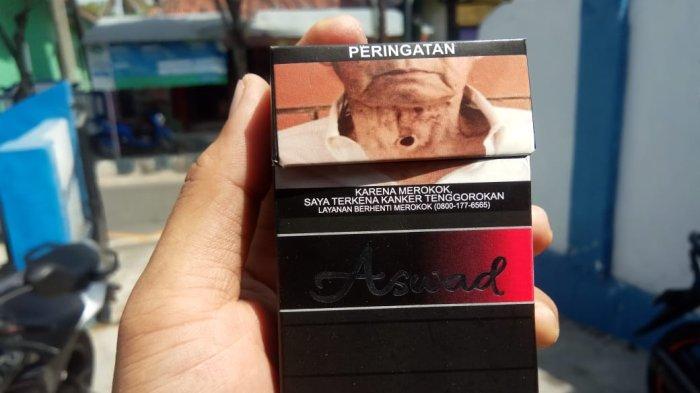 PERINGATAN
KARENA MEROKOK,
SAYA TERKENA KANKER TENGGOROKAN
LAYANAN BERHENTI MEROKOK (0800-177-6565)
Aswad